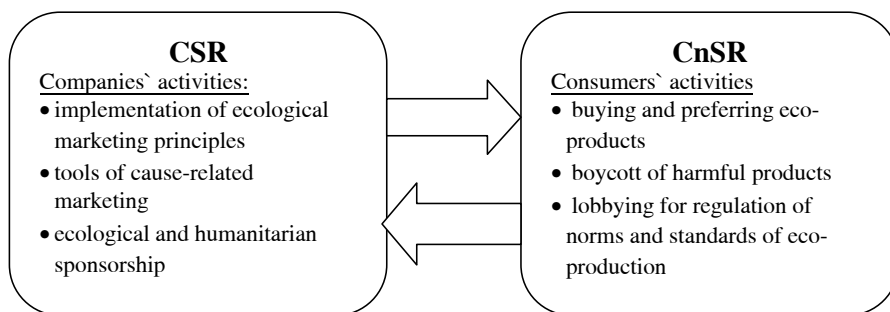 CSR
Companies` activities:
• implementation of ecological
marketing principles
• tools of cause-related
marketing
• ecological and humanitarian
sponsorship
CnSR
Consumers` activities
• buying and preferring eco-
products
• boycott of harmful products
• lobbying for regulation of
norms and standards of eco-
production